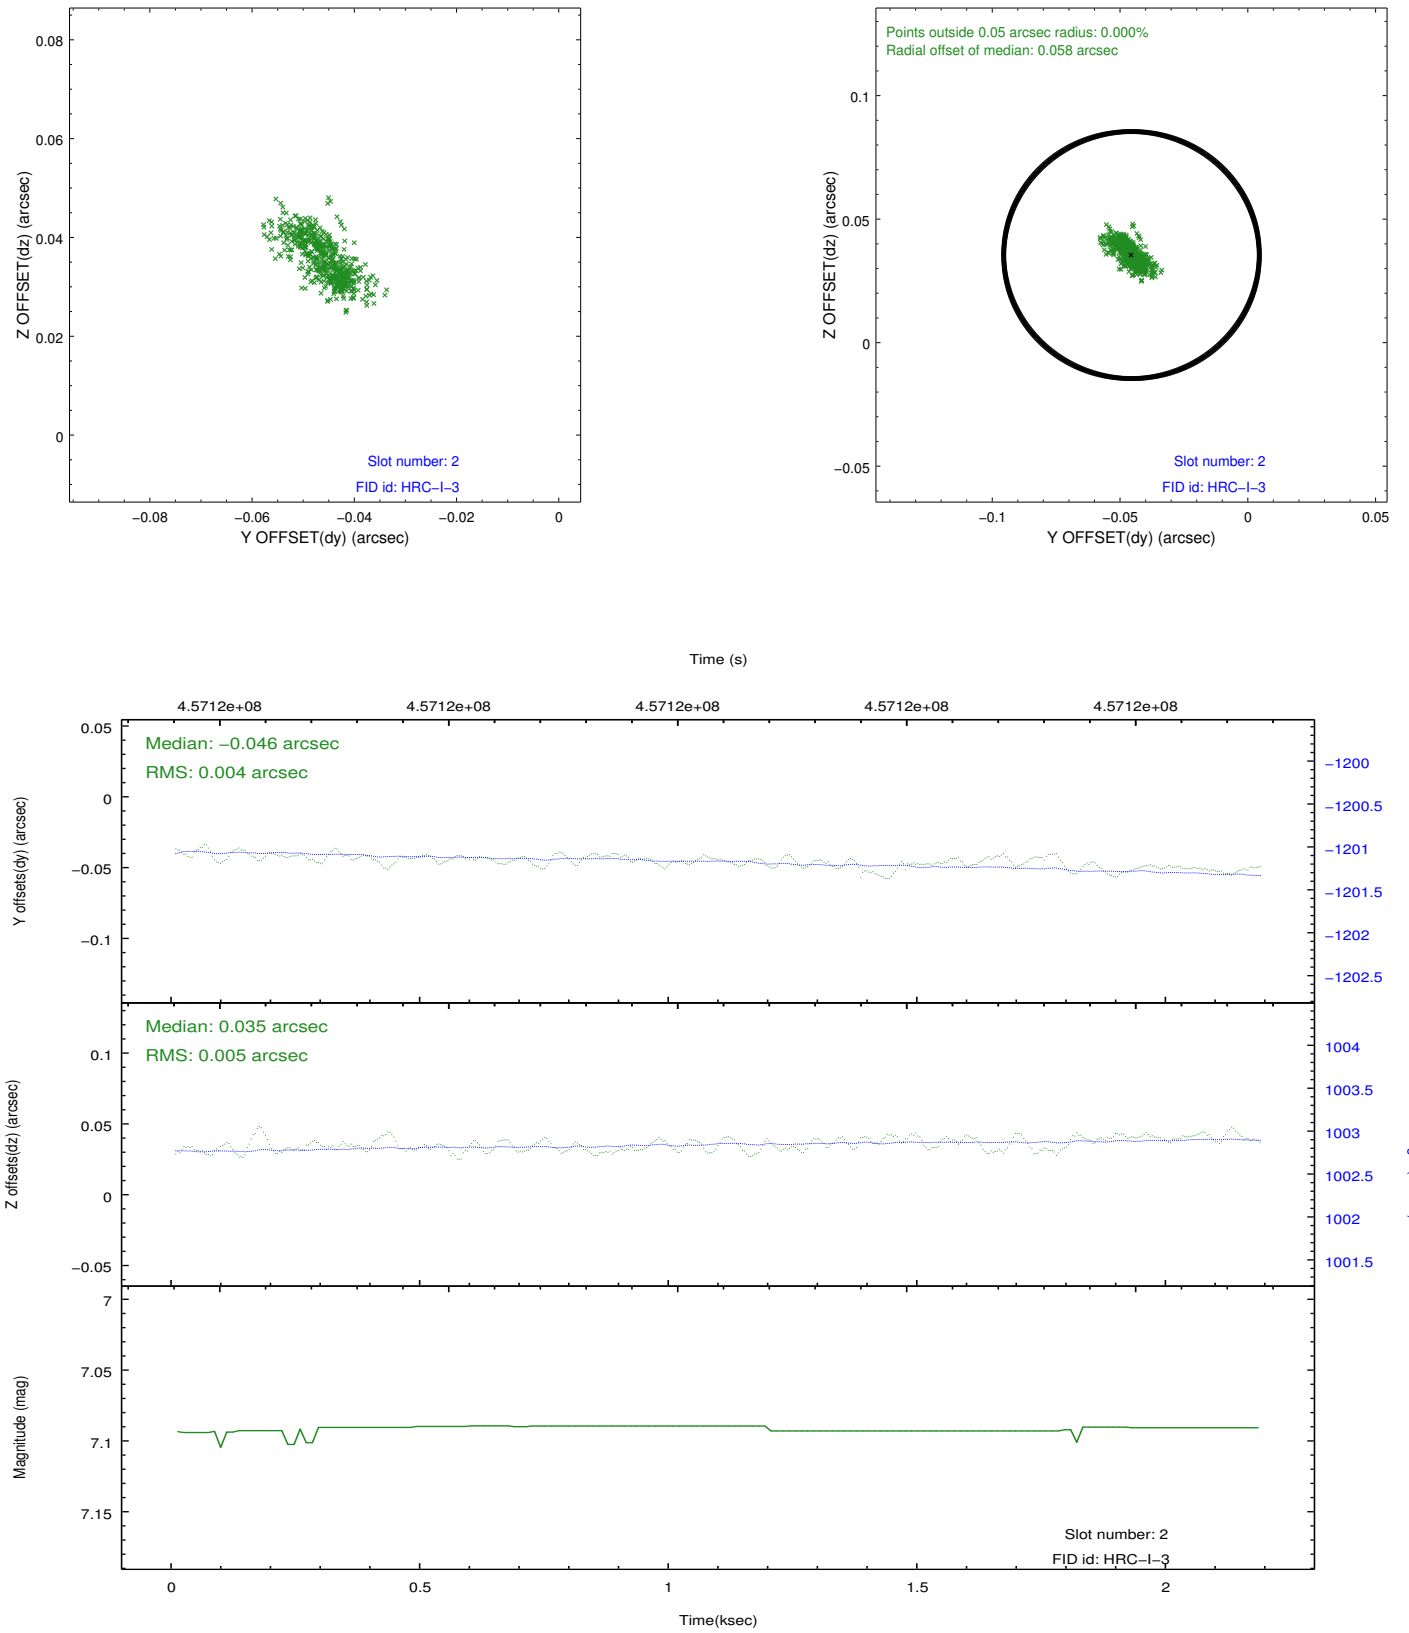 0.08
0.06
0.04
0.02
0
Z OFFSET(dz) (arcsec)
Slot number: 2
FID id: HRC−I−3
−0.08 −0.06 −0.04 −0.02 0
Y OFFSET(dy) (arcsec)
Points outside 0.05 arcsec radius: 0.000%
Radial offset of median: 0.058 arcsec
0.1
0.05
0
−0.05
Z OFFSET(dz) (arcsec)
Slot number: 2
FID id: HRC−I−3
−0.1 −0.05 0 0.05
Y OFFSET(dy) (arcsec)
Time (s)
4.5712e+08 4.5712e+08 4.5712e+08 4.5712e+08 4.5712e+08
Median: −0.046 arcsec
RMS: 0.004 arcsec
0.05
0
−0.05
−0.1
Y offsets(dy) (arcsec)
−1200
−1200.5
−1201
−1201.5
−1202
−1202.5
Median: 0.035 arcsec
RMS: 0.005 arcsec
0.1
0.05
0
−0.05
Z offsets(dz) (arcsec)
1004
1003.5
1003
1002.5
1002
1001.5
7
7.05
7.1
7.15
Magnitude (mag)
Slot number: 2
FID id: HRC−I−3
0 0.5 1 1.5 2
Time(ksec)